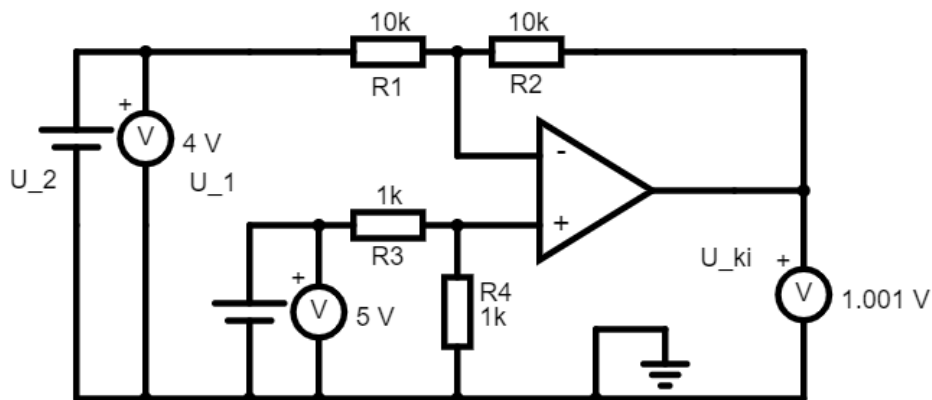 10k
10k
R1
R2
+
V
4 V
U_2
U_1
-
1k
+
R3
U_ki
+
+
V
5 V
R4
1k
V
1.001 V